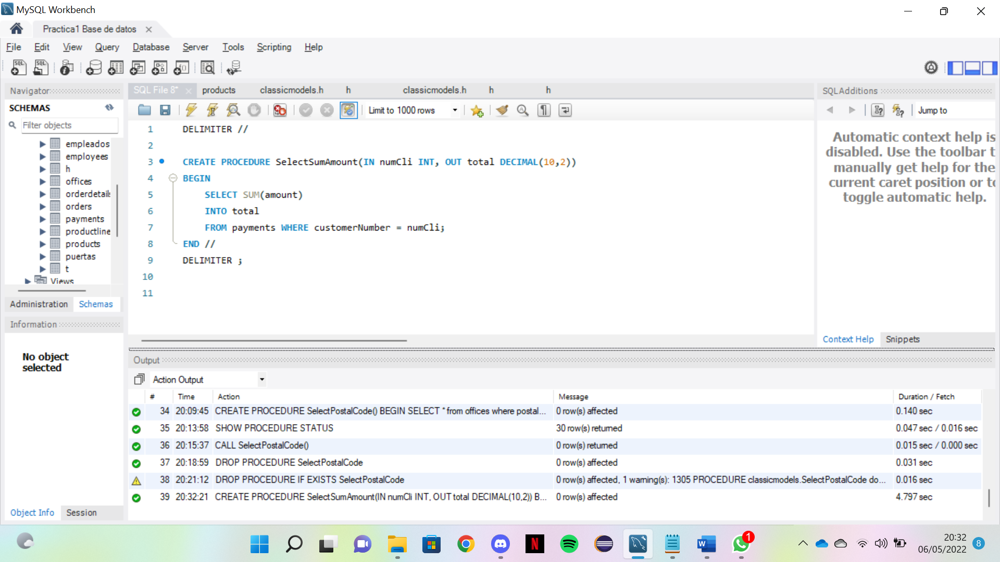 MySQL Workbench
Practica1 Base de datos
File Edit View Query Database Server Tools Scripting Help
Navigator
SCHEMAS
Filter objects
empleados
employees
h
offices
orderdetails
orders
payments
productline
products
puertas
t
Views
Administration Schemas
Information
No object
selected
Object Info Session
SQL File 8* products classicmodels.h h classicmodels.h h h
Limit to 1000 rows
1 DELIMITER //
2
3 CREATE PROCEDURE SelectSumAmount(IN numCli INT, OUT total DECIMAL(10,2))
4 BEGIN
5 SELECT SUM(amount)
6 INTO total
7 FROM payments WHERE customerNumber = numCli;
8 END //
9 DELIMITER ;
10
11
SQLAdditions
Jump to
Automatic context help is
disabled. Use the toolbar t
manually get help for the
current caret position or to
toggle automatic help.
Context Help Snippets
Output
Action Output
# Time Action Message Duration / Fetch
34 20:09:45 CREATE PROCEDURE SelectPostalCode() BEGIN SELECT * from offices where postal... 0 row(s) affected 0.140 sec
35 20:13:58 SHOW PROCEDURE STATUS 30 row(s) returned 0.047 sec / 0.016 sec
36 20:15:37 CALL SelectPostalCode() 0 row(s) returned 0.015 sec / 0.000 sec
37 20:18:59 DROP PROCEDURE SelectPostalCode 0 row(s) affected 0.031 sec
38 20:21:12 DROP PROCEDURE IF EXISTS SelectPostalCode 0 row(s) affected, 1 warning(s): 1305 PROCEDURE classicmodels.SelectPostalCode do... 0.016 sec
39 20:32:21 CREATE PROCEDURE SelectSumAmount(IN numCli INT, OUT total DECIMAL(10,2)) B... 0 row(s) affected 4.797 sec
1
20:32
06/05/2022
8